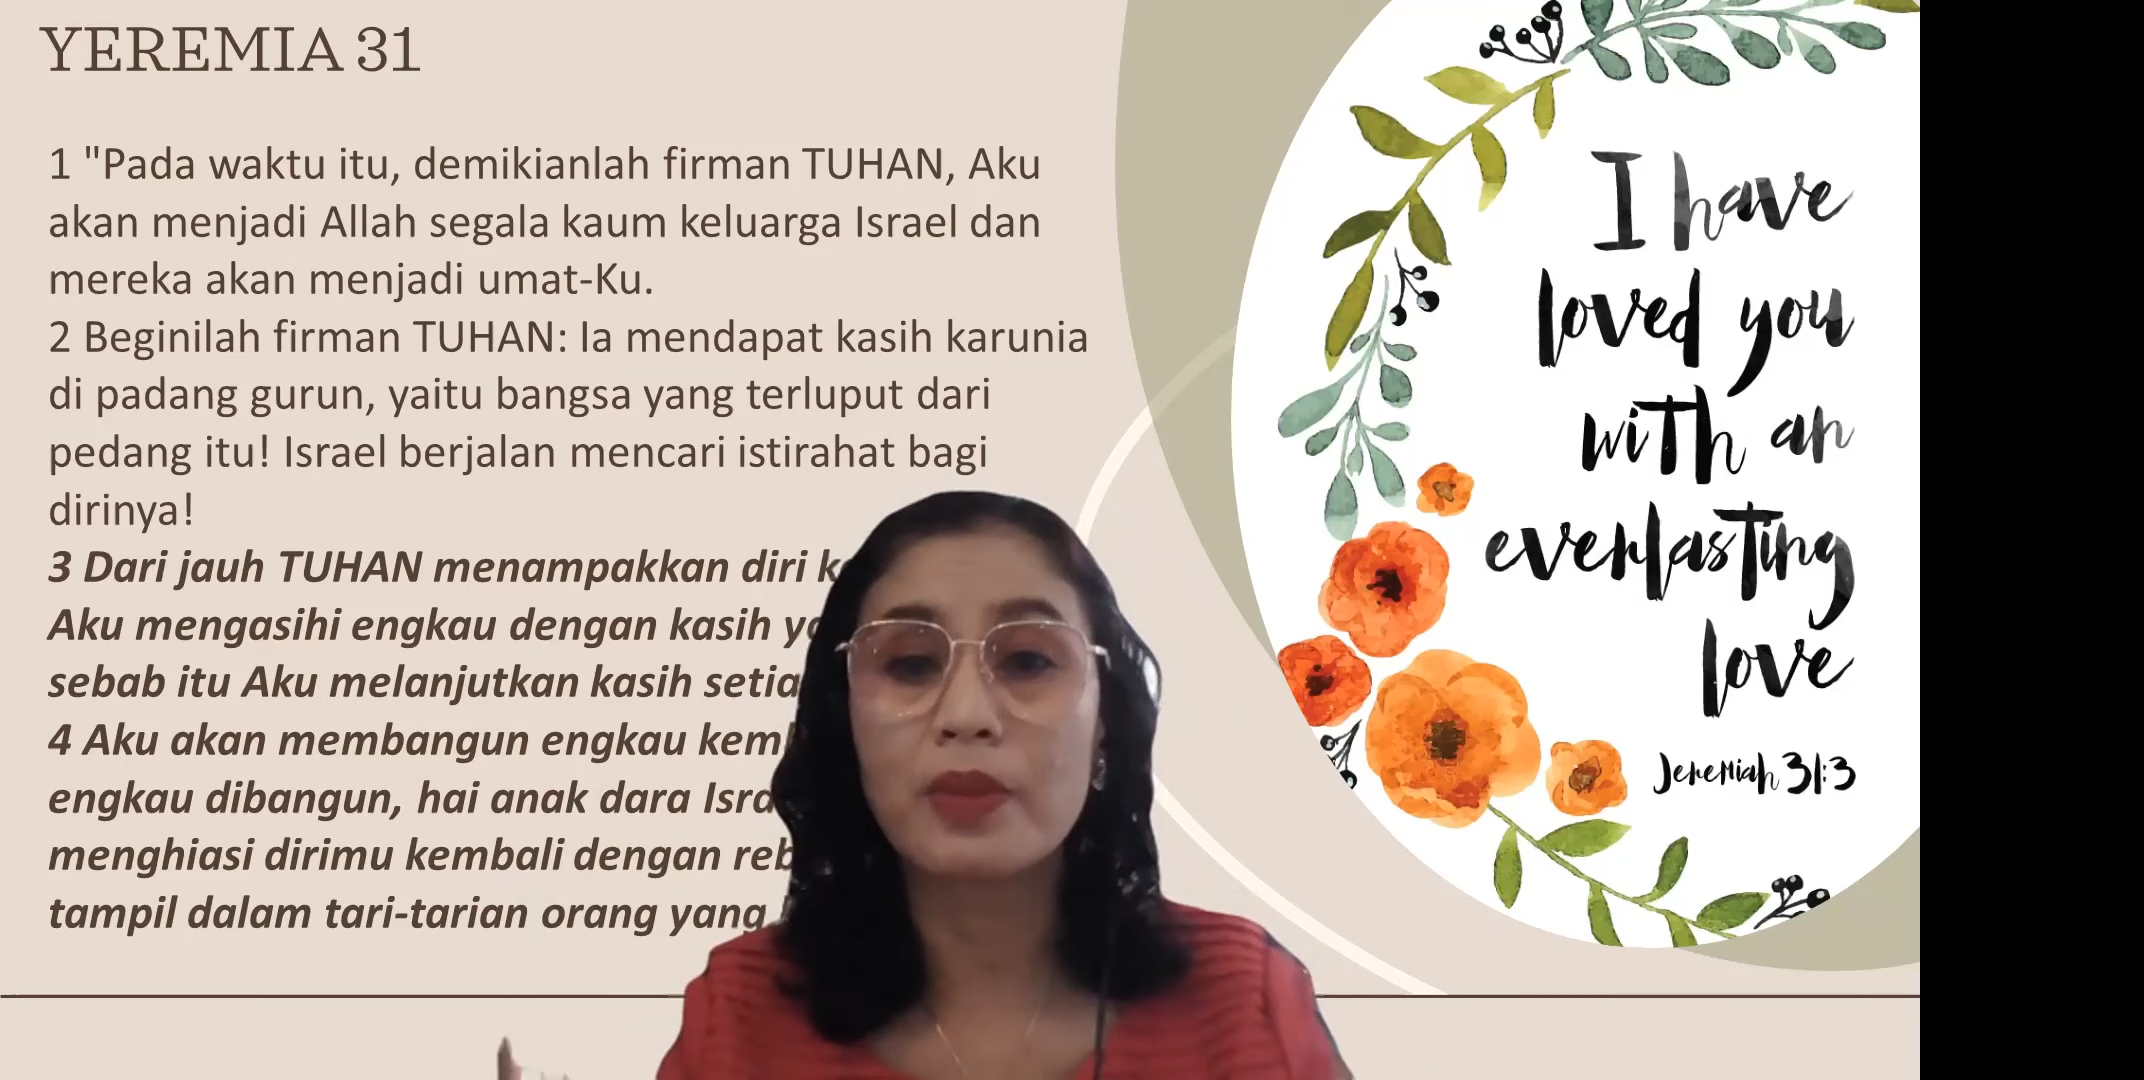 YEREMIA 31
1 "Pada waktu itu, demikianlah firman TUHAN, Aku
akan menjadi Allah segala kaum keluarga Israel dan
mereka akan menjadi umat-Ku.
2 Beginilah firman TUHAN: Ia mendapat kasih karunia
di padang gurun, yaitu bangsa yang terluput dari
pedang itu! Israel berjalan mencari istirahat bagi
dirinya!
3 Dari jauh TUHAN menampakkan diri
Aku mengasihi engkau dengan kasih
sebab itu Aku melanjutkan kasih setia
4 Aku akan membangun engkau
engkau dibangun, hai anak dara
menghiasi dirimu kembali dengan
tampil dalam tari-tarian orang yang
I have
loved you
with an
everlasting
love
Jeremiah 31:3